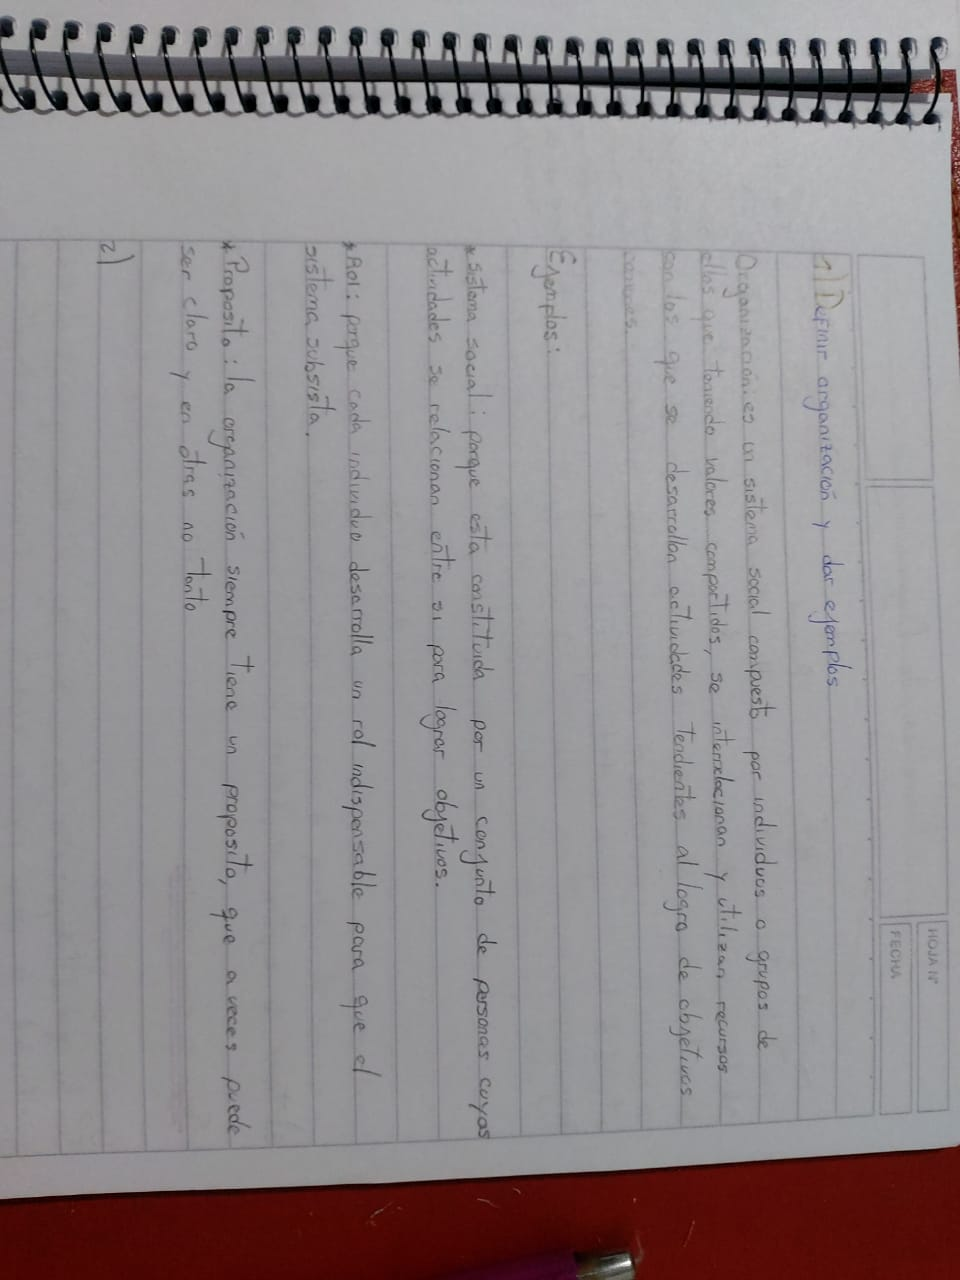 HOJA Nº
FECHA
1) Definir organización y dar ejemplos
Organización: es un sistema social compuesto por individuos o grupos de
ellos que teniendo valores compartidos, se interrelacionan y utilizan recursos
con los que se desarrollan actividades tendientes al logro de objetivos
comunes.
Ejemplos:
* Sistema social: porque esta constituida por un conjunto de personas cuyas
actividades se relacionan entre si para lograr objetivos.
* Rol: porque cada individuo desarrolla un rol indispensable para que el
sistema subsista.
* Proposito: la organización siempre tiene un proposito, que a veces puede
ser claro y en otras no tanto
2)